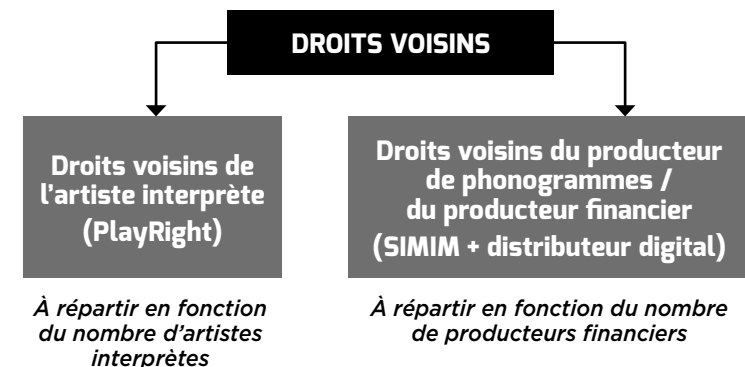 DROITS VOISINS
Droits voisins de
l'artiste interprète
(PlayRight)
Droits voisins du producteur
de phonogrammes /
du producteur financier
(SIMIM + distributeur digital)
À répartir en fonction
du nombre d'artistes
interprètes
À répartir en fonction du nombre
de producteurs financiers